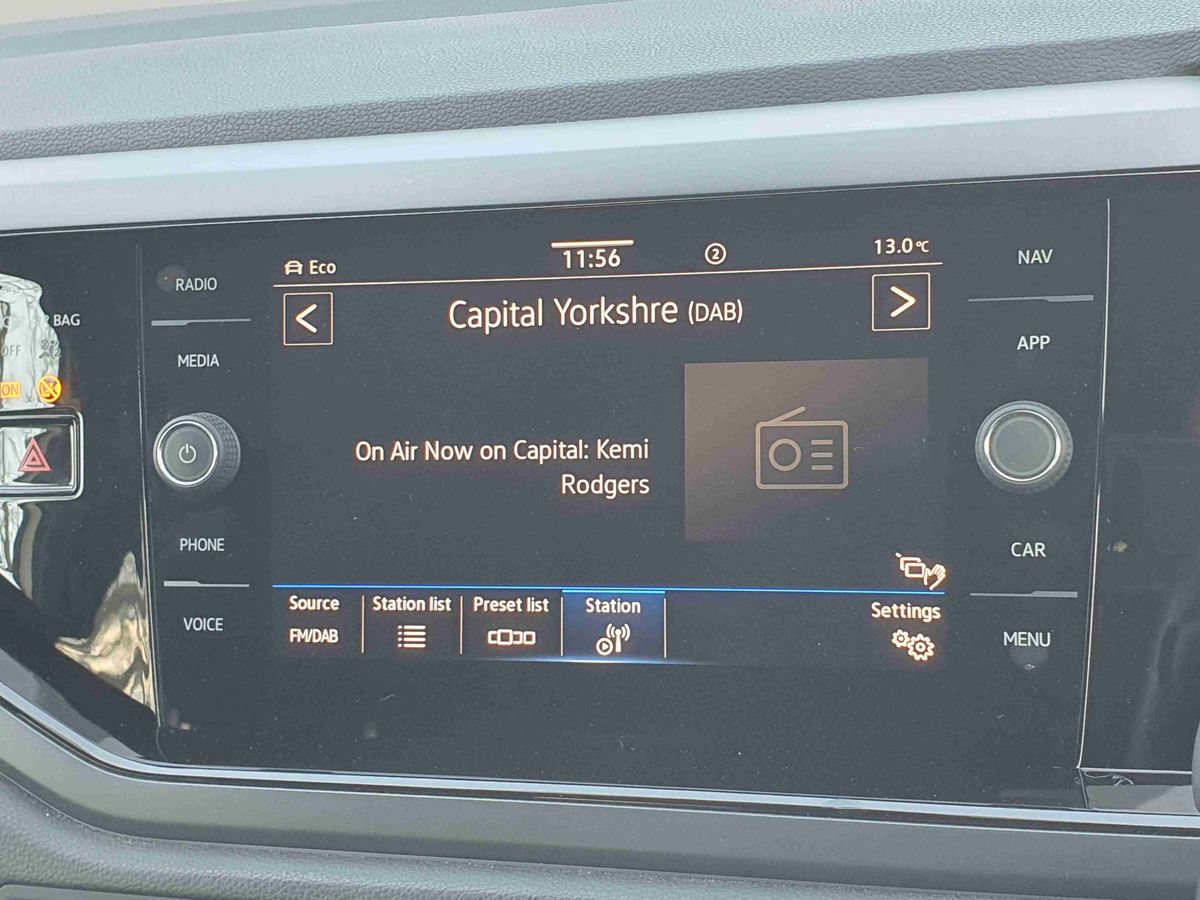 Eco
11:56
2
13.0°C
Capital Yorkshre (DAB)
On Air Now on Capital: Kemi
Rodgers
Source
FM/DAB
Station list
Preset list
Station
Settings
RADIO
MEDIA
PHONE
VOICE
NAV
APP
CAR
MENU
BAG
OFF
ON